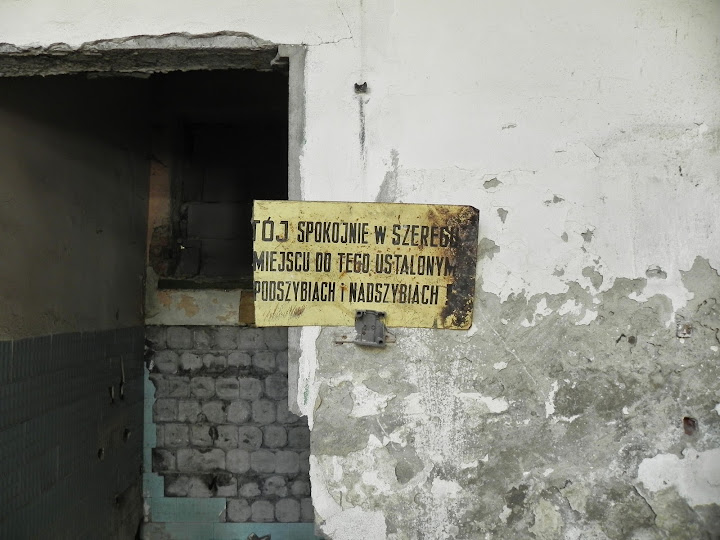 TÓJ SPOKOJNIE W SZEREGU
MIEJSCU DO TEGO USTALONYM
PODSZYBIACH i NADSZYBIACH